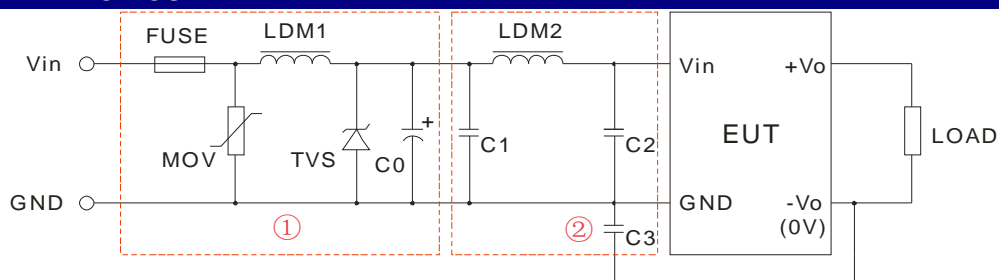 FUSE
LDM1
LDM2
Vin
Vin
+Vo
MOV
TVS
C0
+
C1
C2
EUT
LOAD
GND
GND
-Vo
(0V)
①
②
C3